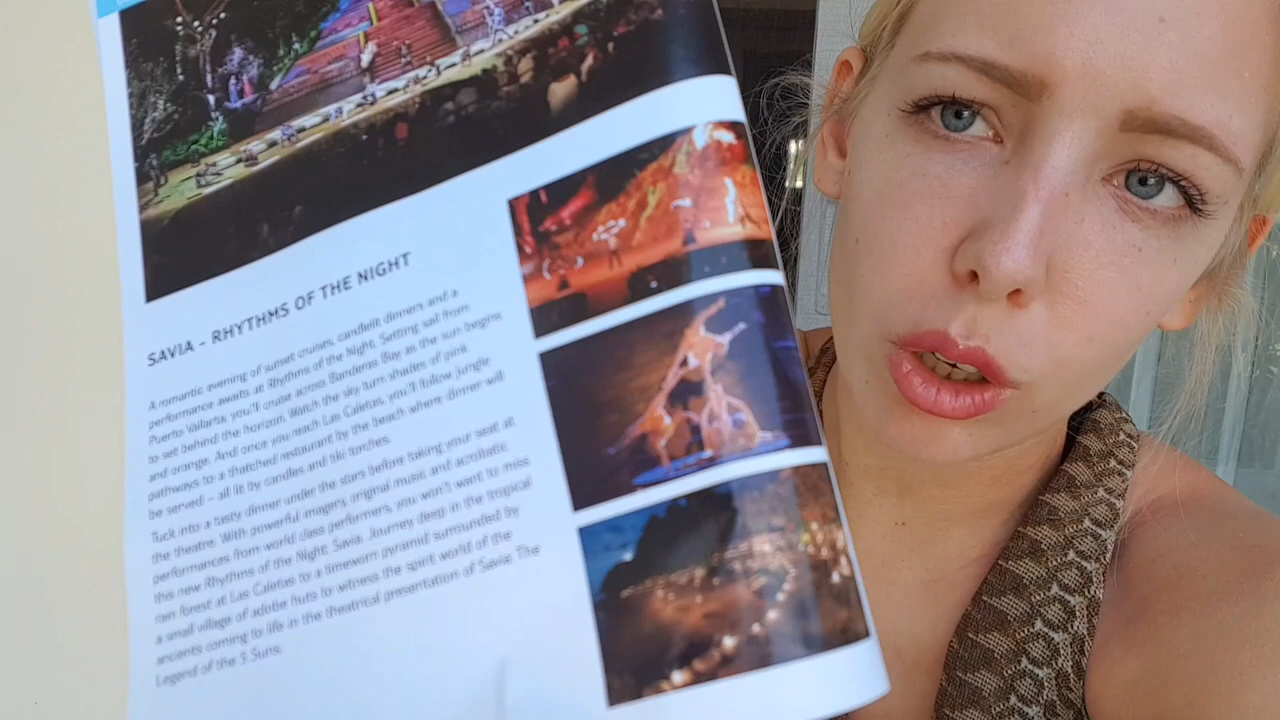 SAVIA - RHYTHMS OF THE NIGHT
A romantic evening of sunset cruises, candlelit dinners and a
performance awaits at Rhythms of the Night. Setting sail from
Puerto Vallarta, you'll cruise across Banderas Bay as the sun begins
to set behind the horizon. Watch the sky turn shades of pink
and orange. And once you reach Las Caletas, you'll follow jungle
pathways to a thatched restaurant by the beach where dinner will
be served – all lit by candles and tiki torches.
Tuck into a tasty dinner under the stars before taking your seat at
the theatre. With powerful imagery, original music and acrobatic
performances from world class performers, you won't want to miss
this new Rhythms of the Night, Savia. Journey deep in the tropical
rain forest at Las Caletas to a limeworn pyramid surrounded by
a small village of adobe huts to witness the spirit world of the
ancients coming to life in the theatrical presentation of Savia: The
Legend of the 5 Suns.